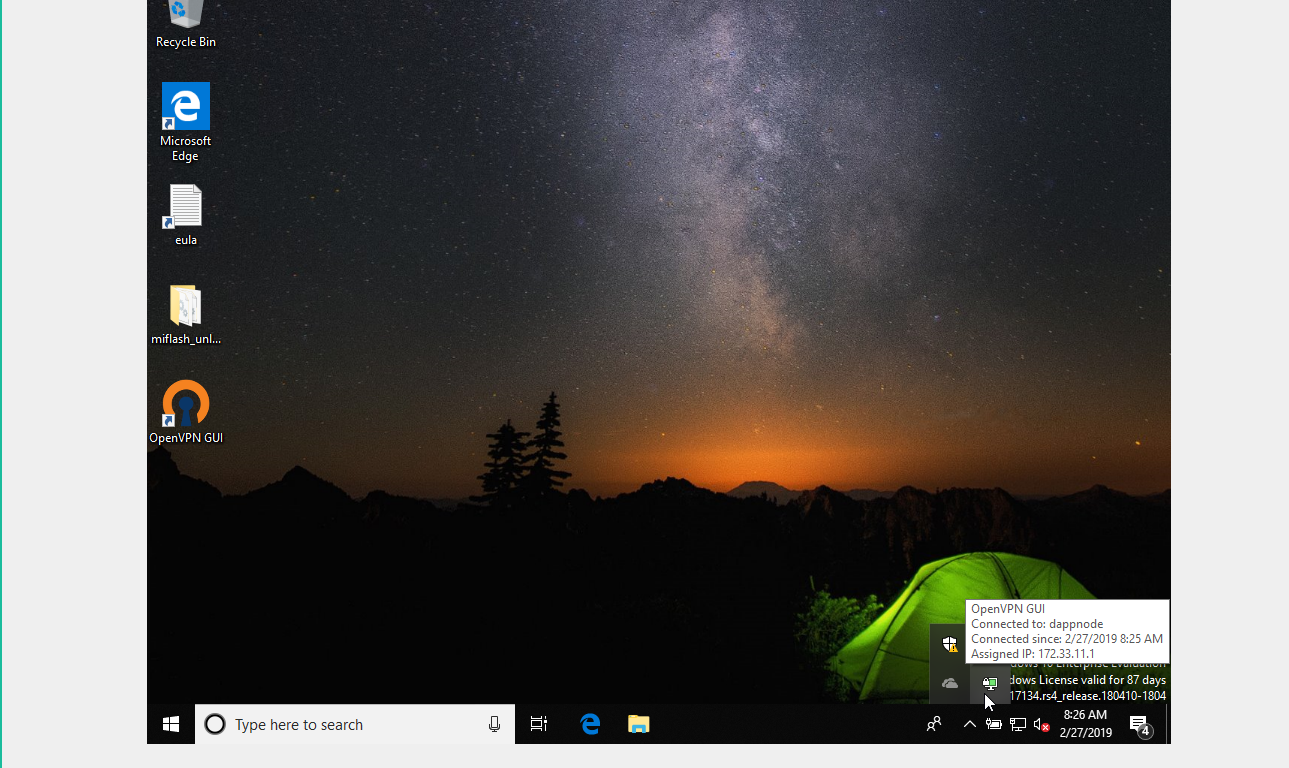 Recycle Bin
Microsoft
Edge
eula
miflash_unl...
OpenVPN GUI
OpenVPN GUI
Connected to: dappnode
Connected since: 2/27/2019 8:25 AM
Assigned IP: 172.33.11.1
dows 10 Enterprise Evaluation
dows License valid for 87 days
17134.rs4_release.180410-1804
Type here to search
8:26 AM
2/27/2019
4